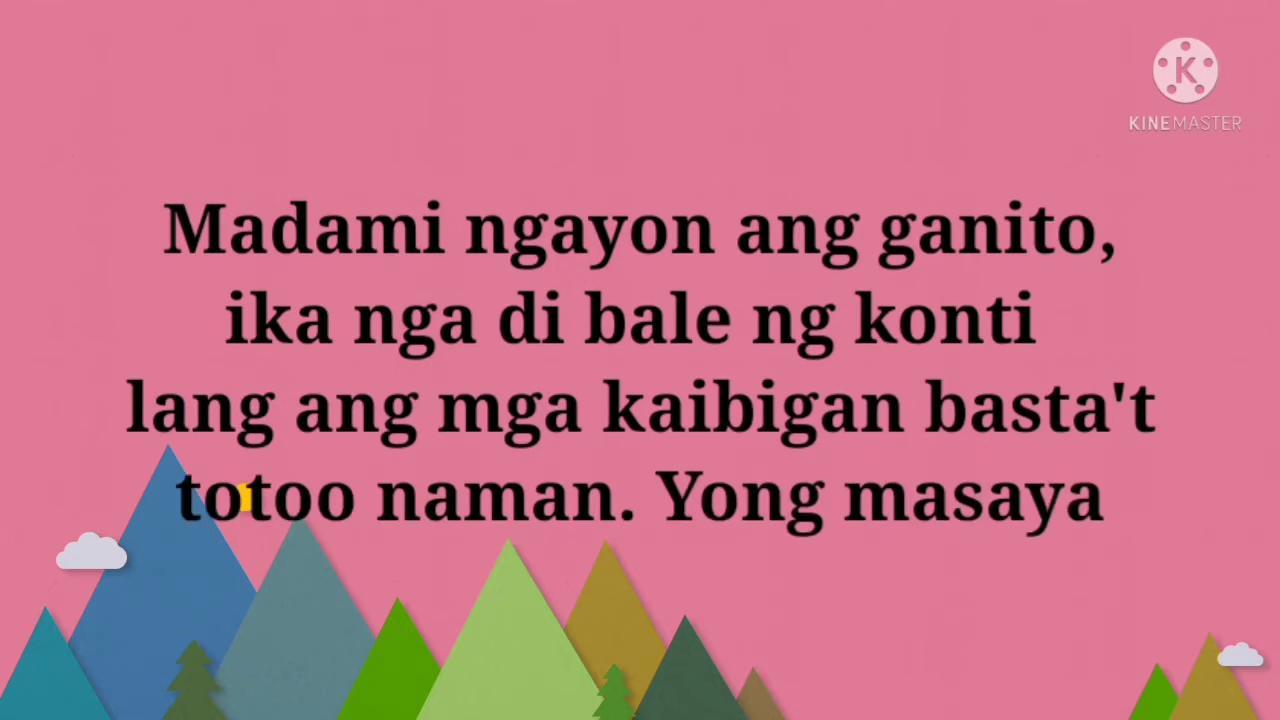 KINEMASTER
Madami ngayon ang ganito,
ika nga di bale ng konti
lang ang mga kaibigan basta't
totoo naman. Yong masaya